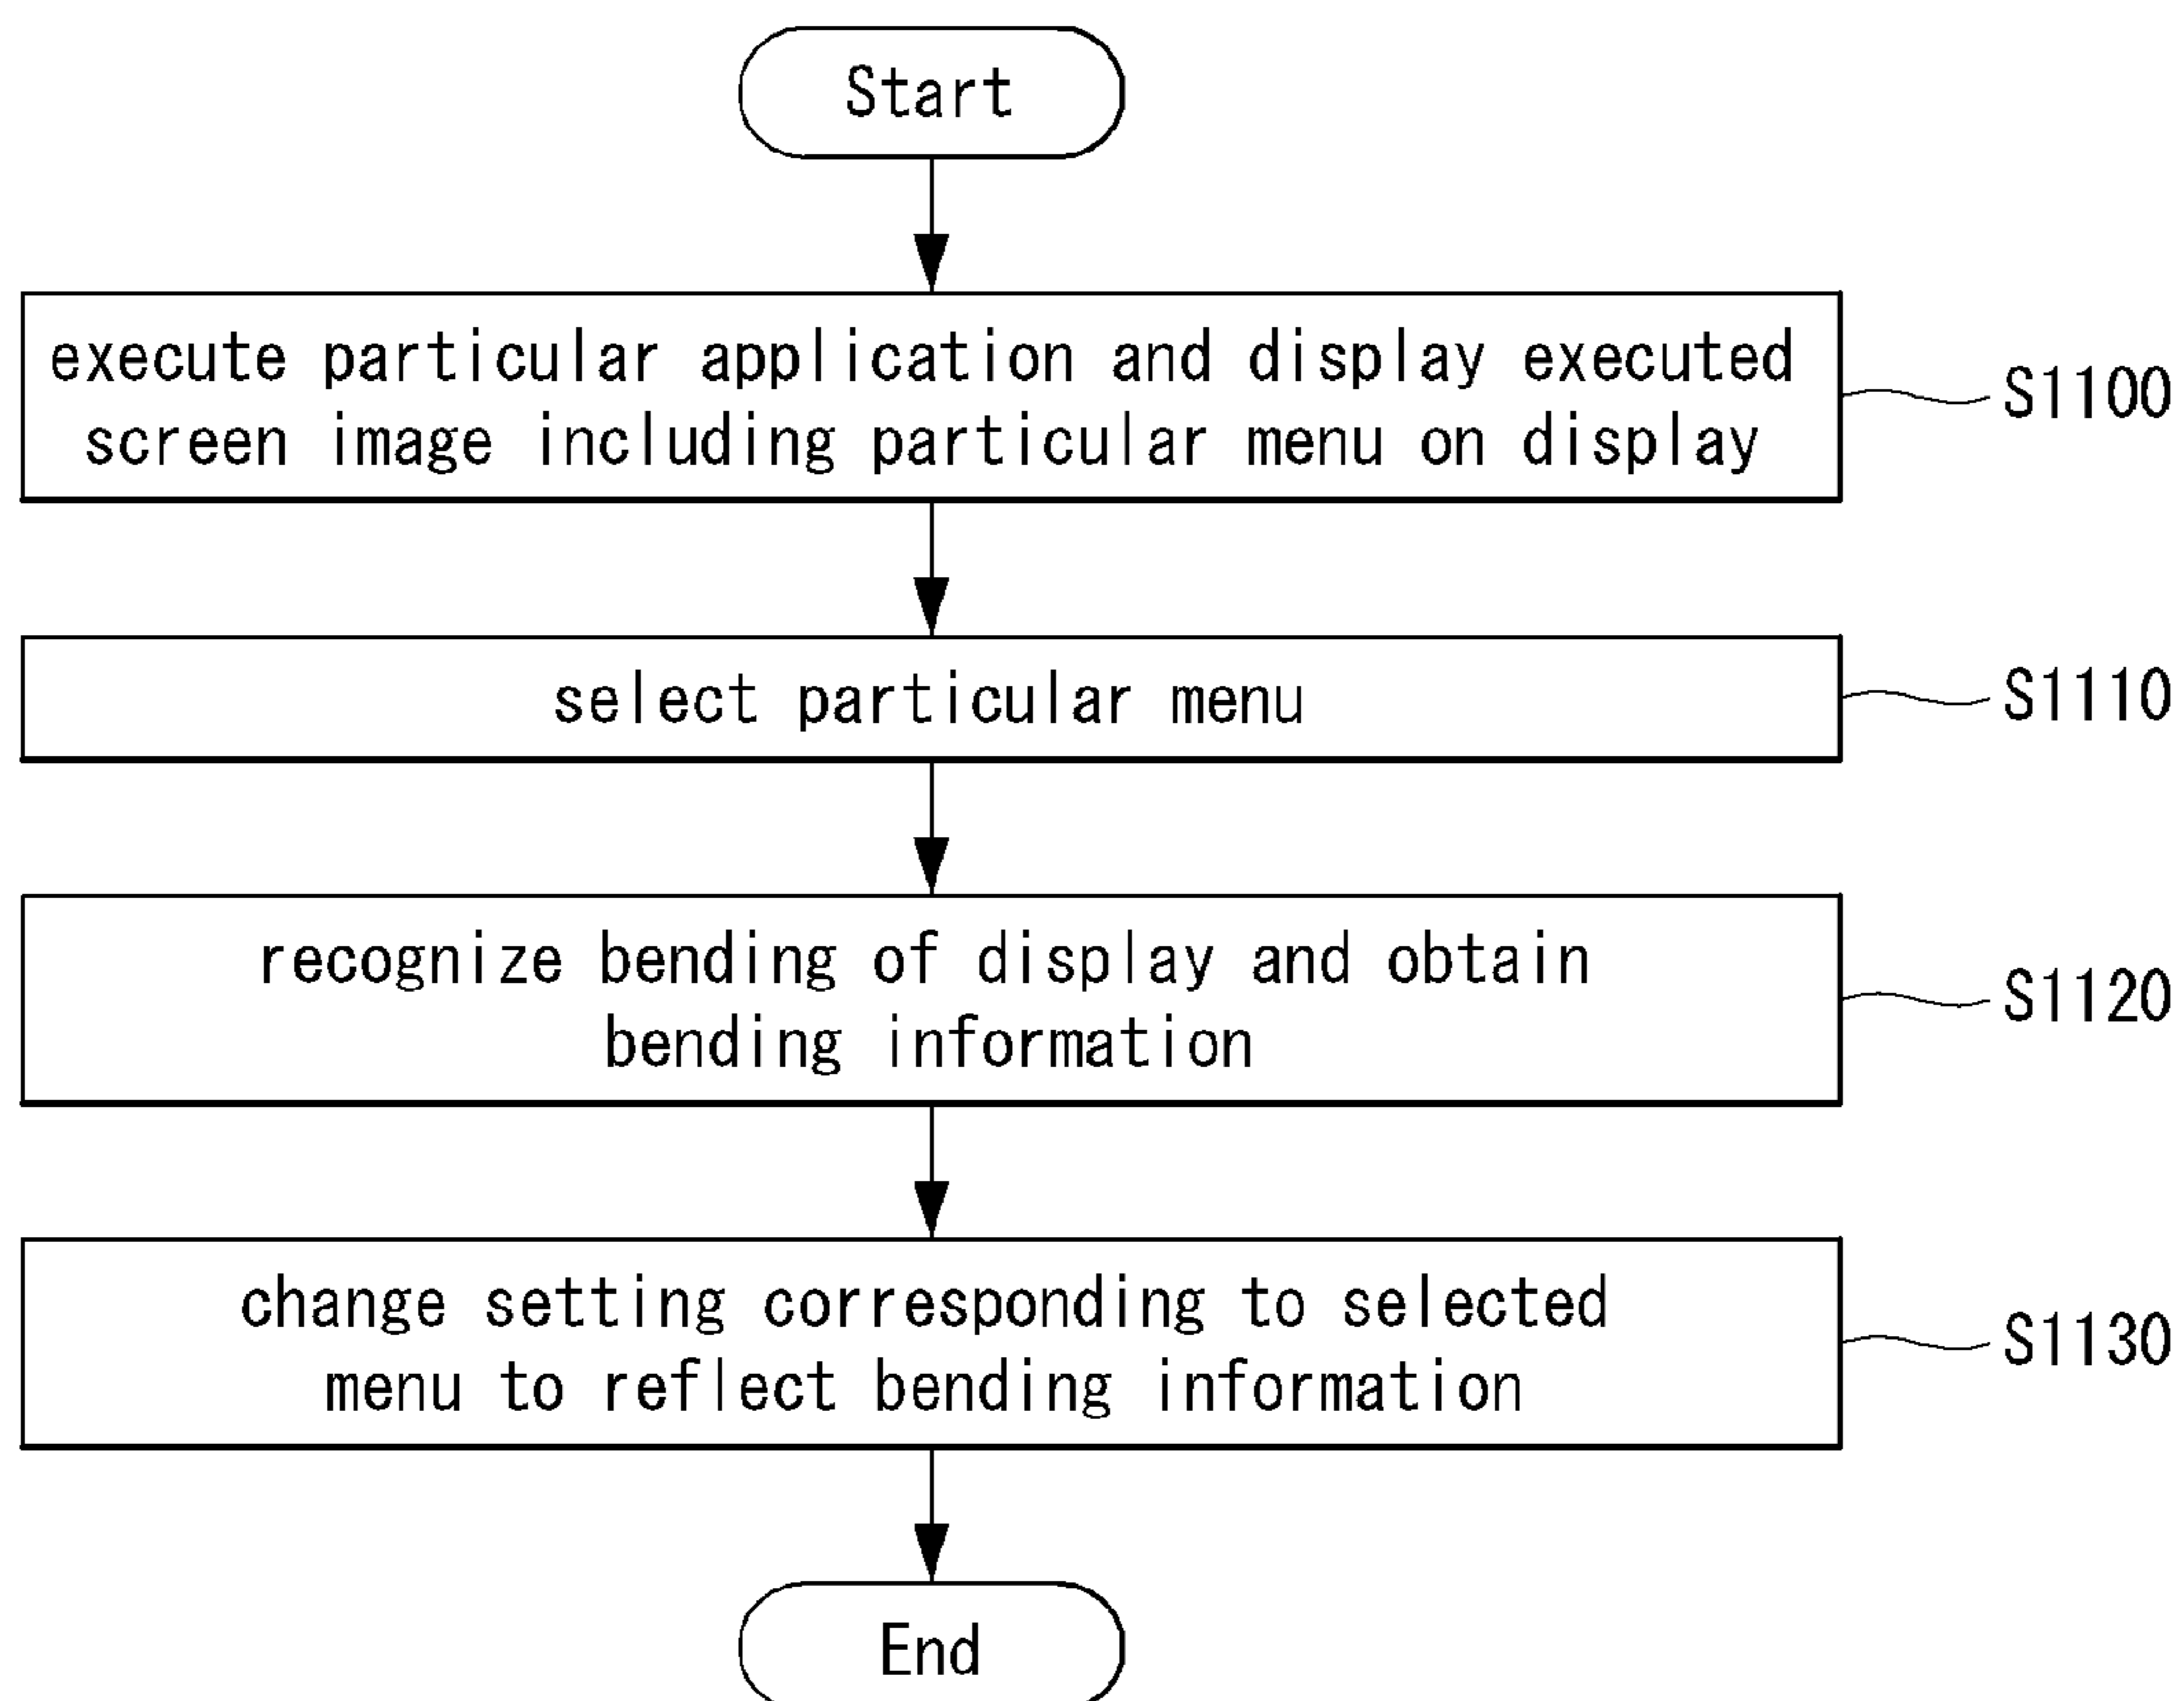 Start
execute particular application and display executed
screen image including particular menu on display
S1100
select particular menu
S1110
recognize bending of display and obtain
bending information
S1120
change setting corresponding to selected
menu to reflect bending information
S1130
End